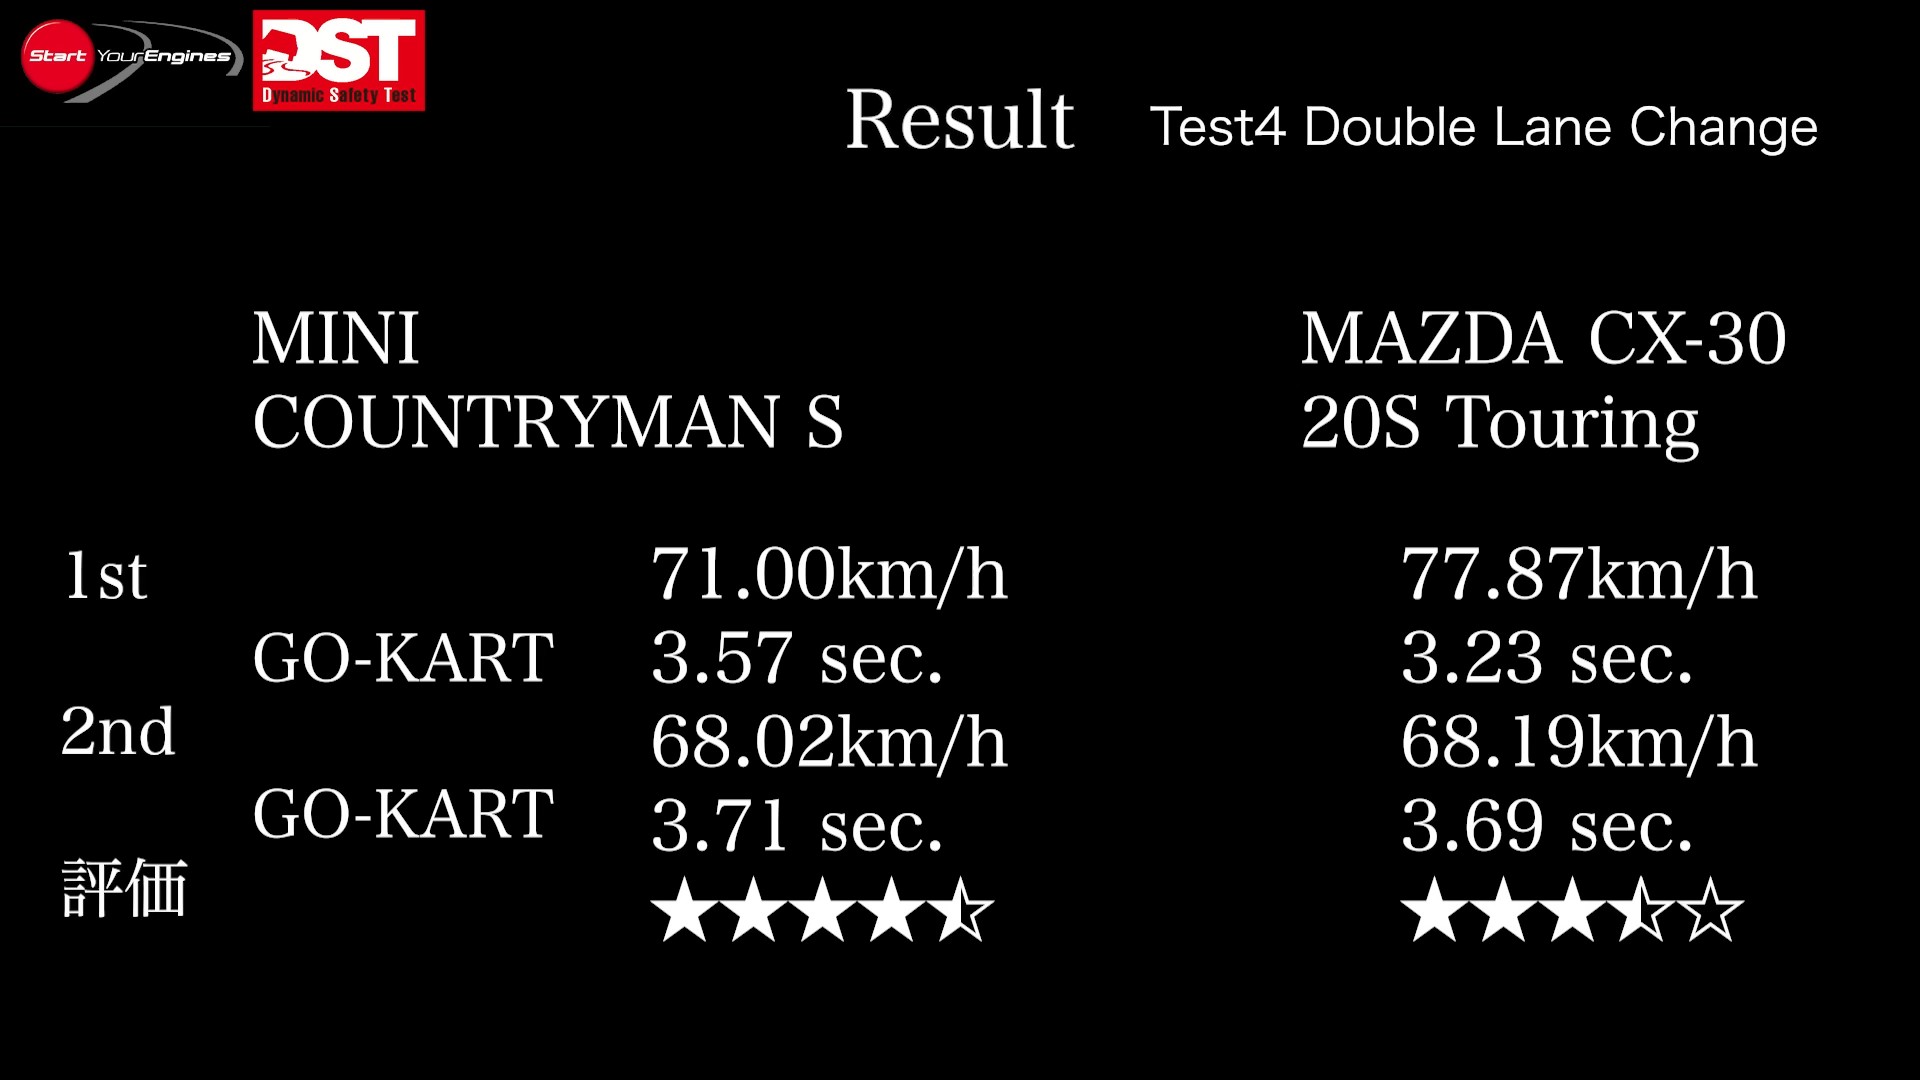 Start YourEngines
DST
Dynamic Safety Test
Result Test4 Double Lane Change
MINI
COUNTRYMAN S
MAZDA CX-30
20S Touring
1st 71.00km/h 77.87km/h
GO-KART 3.57 sec. 3.23 sec.
2nd 68.02km/h 68.19km/h
GO-KART 3.71 sec. 3.69 sec.
評価